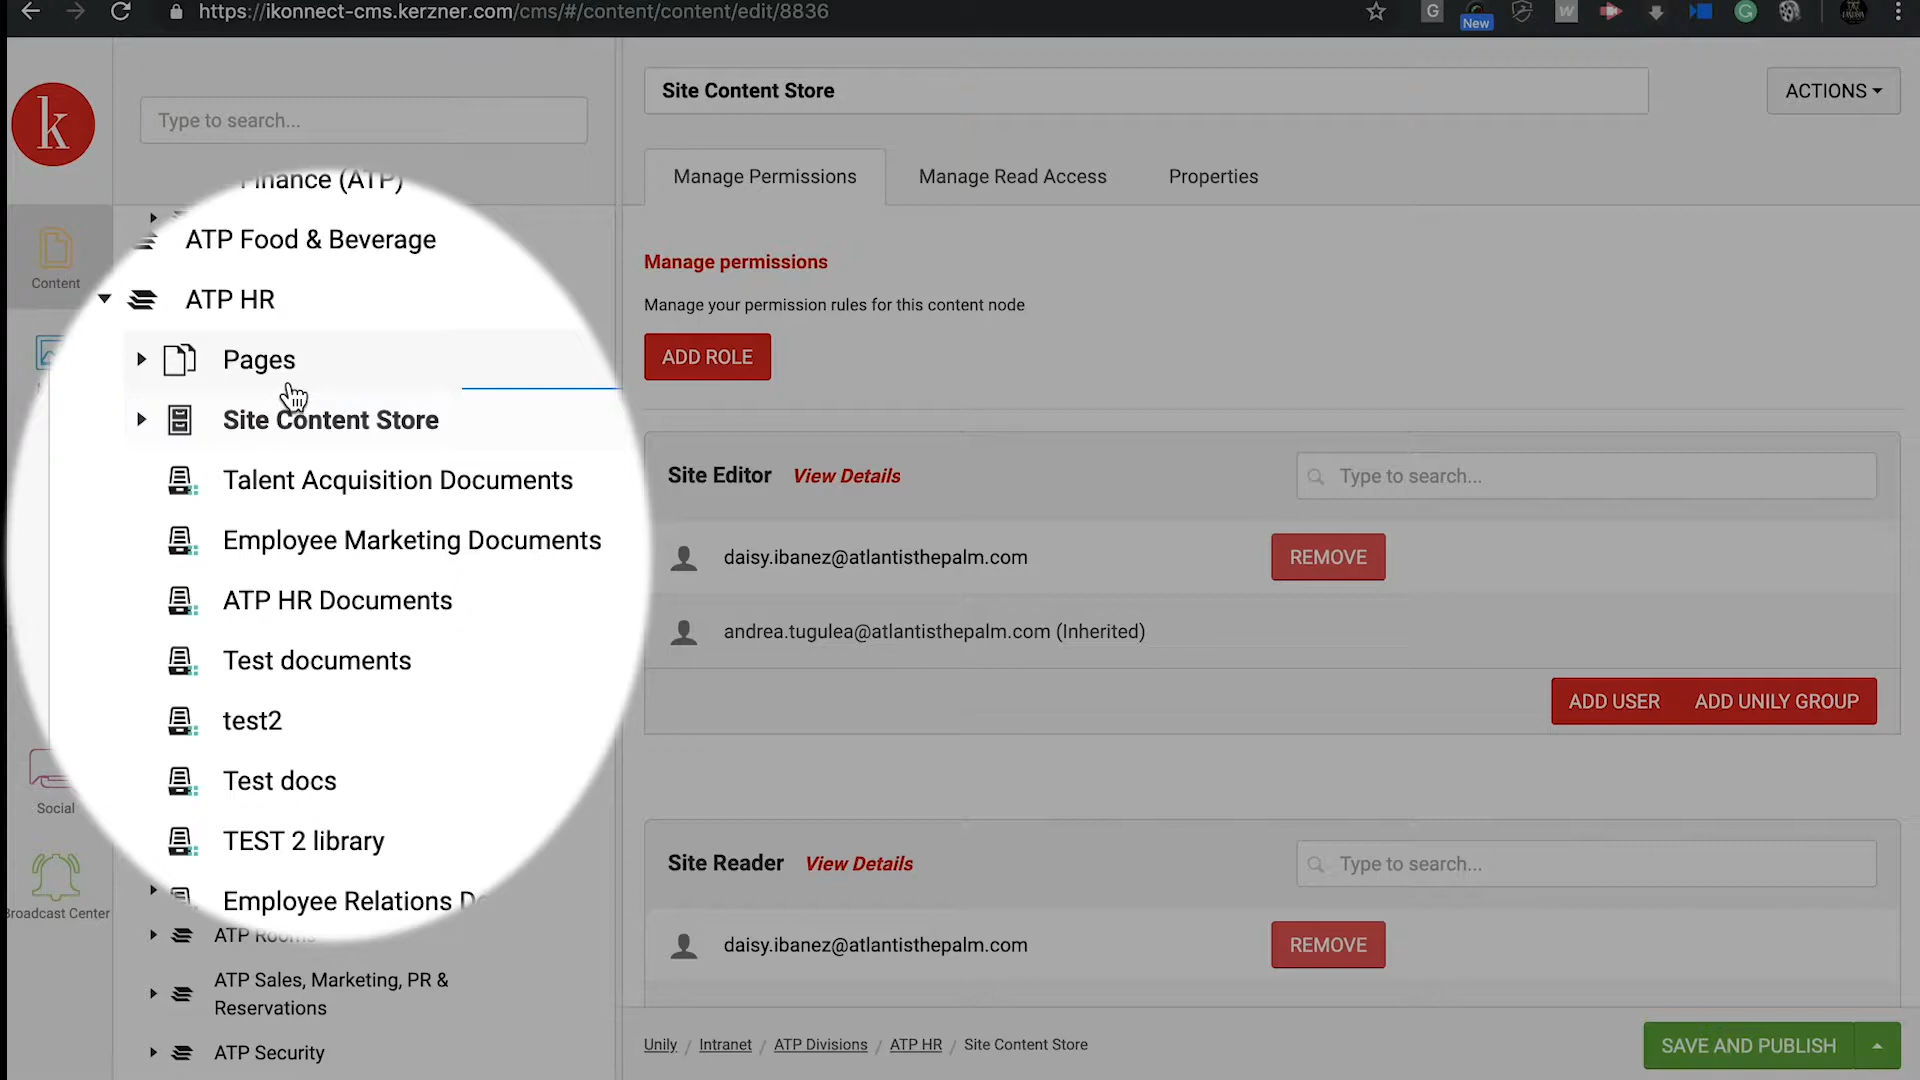 https://ikonnect-cms.kerzner.com/cms/#/content/content/edit/8836
G
New
W
G
k
Content
Social
Broadcast Center
Type to search...
Finance (ATP)
ATP Food & Beverage
ATP HR
Pages
Site Content Store
Talent Acquisition Documents
Employee Marketing Documents
ATP HR Documents
Test documents
test2
Test docs
TEST 2 library
Employee Relations
ATP Rooms
ATP Sales, Marketing, PR &
Reservations
ATP Security
Site Content Store
ACTIONS
Manage Permissions
Manage Read Access
Properties
Manage permissions
Manage your permission rules for this content node
ADD ROLE
Site Editor View Details
Type to search...
daisy.ibanez@atlantisthepalm.com
REMOVE
andrea.tugulea@atlantisthepalm.com (Inherited)
ADD USER
ADD UNILY GROUP
Site Reader View Details
Type to search...
daisy.ibanez@atlantisthepalm.com
REMOVE
Unily / Intranet / ATP Divisions / ATP HR / Site Content Store
SAVE AND PUBLISH